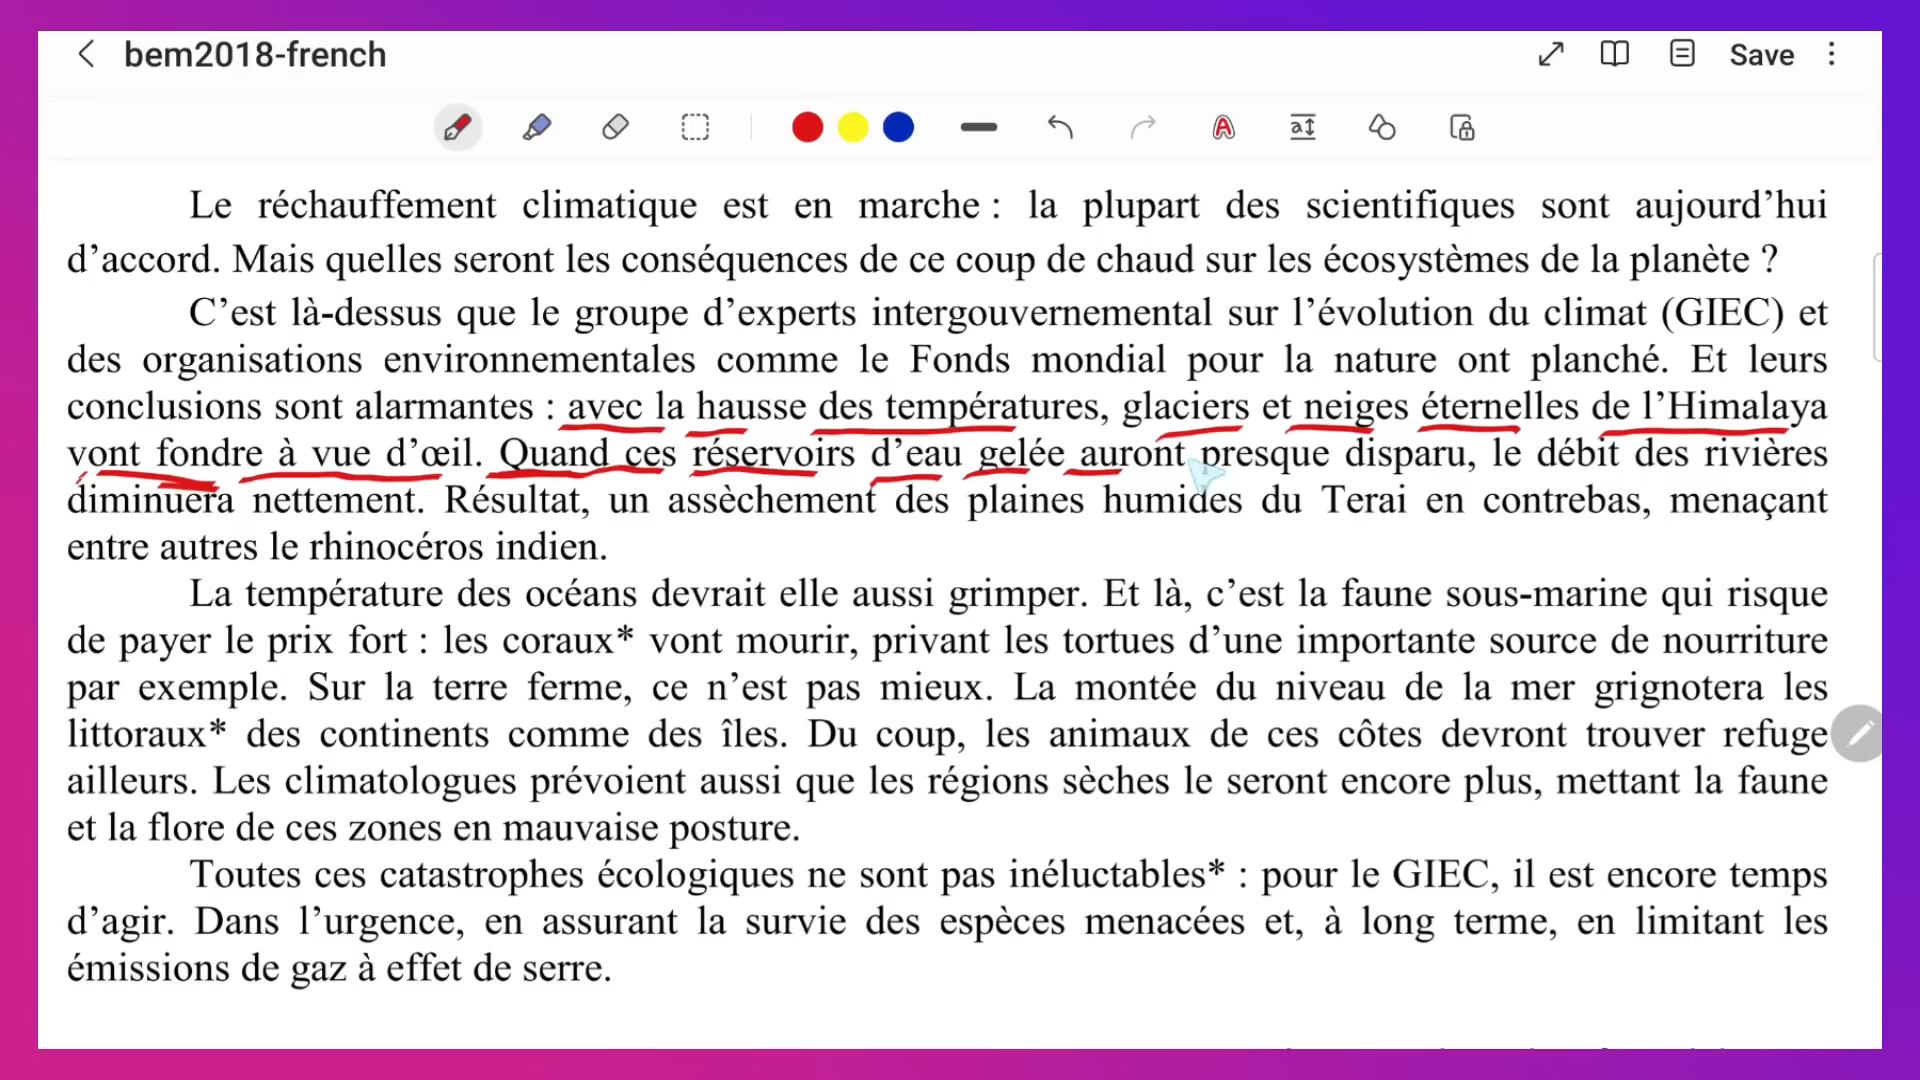 bem2018-french
Save
A
a
Le réchauffement climatique est en marche : la plupart des scientifiques sont aujourd’hui
d’accord. Mais quelles seront les conséquences de ce coup de chaud sur les écosystèmes de la planète ?
C’est là-dessus que le groupe d’experts intergouvernemental sur l’évolution du climat (GIEC) et
des organisations environnementales comme le Fonds mondial pour la nature ont planché. Et leurs
conclusions sont alarmantes : avec la hausse des températures, glaciers et neiges éternelles de l’Himalaya
vont fondre à vue d’œil. Quand ces réservoirs d’eau gelée auront presque disparu, le débit des rivières
diminuera nettement. Résultat, un assèchement des plaines humides du Terai en contrebas, menaçant
entre autres le rhinocéros indien.
La température des océans devrait elle aussi grimper. Et là, c’est la faune sous-marine qui risque
de payer le prix fort : les coraux* vont mourir, privant les tortues d’une importante source de nourriture
par exemple. Sur la terre ferme, ce n’est pas mieux. La montée du niveau de la mer grignotera les
littoraux* des continents comme des îles. Du coup, les animaux de ces côtes devront trouver refuge
ailleurs. Les climatologues prévoient aussi que les régions sèches le seront encore plus, mettant la faune
et la flore de ces zones en mauvaise posture.
Toutes ces catastrophes écologiques ne sont pas inéluctables* : pour le GIEC, il est encore temps
d’agir. Dans l’urgence, en assurant la survie des espèces menacées et, à long terme, en limitant les
émissions de gaz à effet de serre.